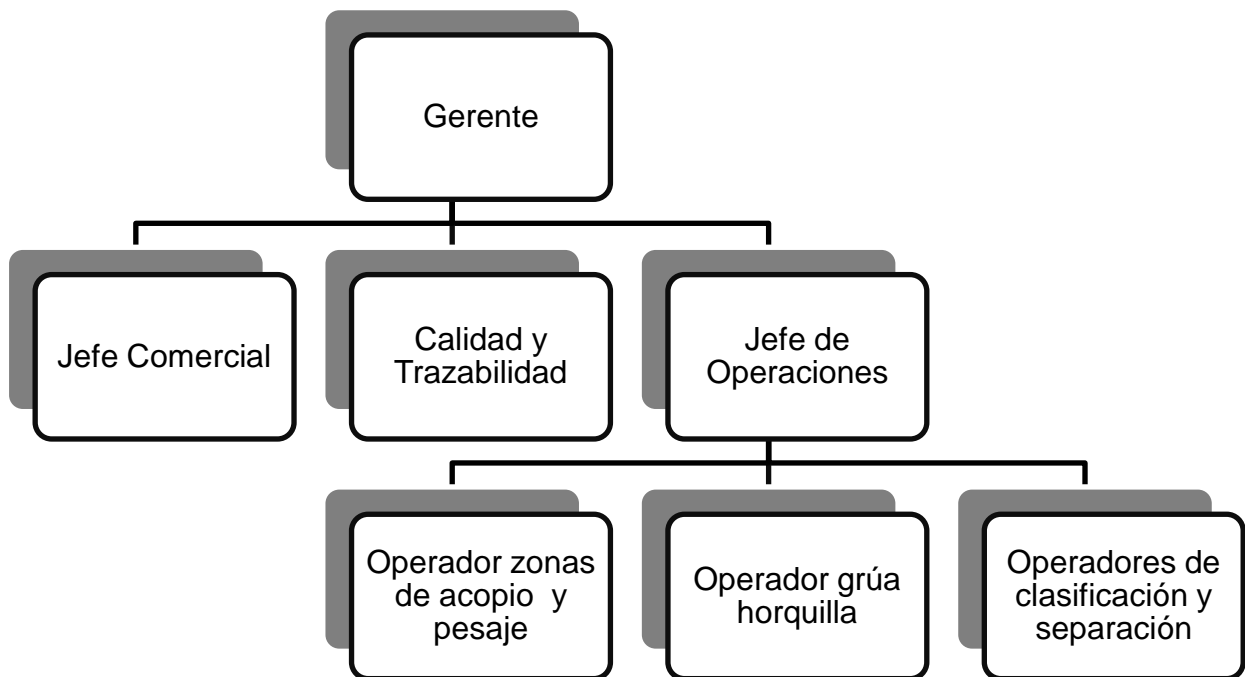 Gerente
Jefe Comercial
Calidad y
Trazabilidad
Jefe de
Operaciones
Operador zonas
de acopio  y
pesaje
Operador grúa
horquilla
Operadores de
clasificación y
separación